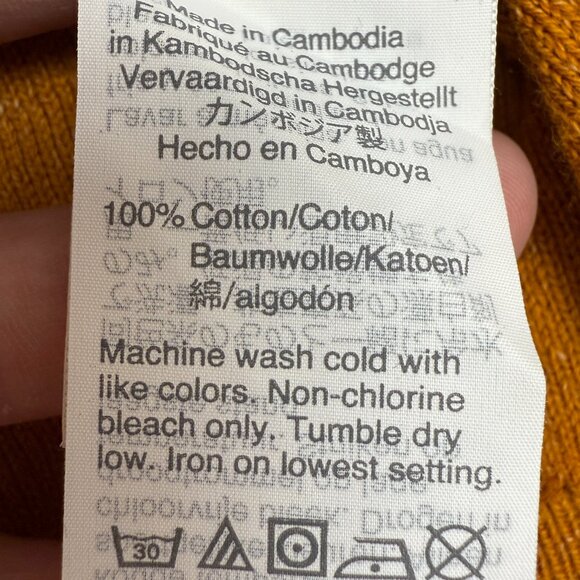 Made in Cambodia
Fabriqué au Cambodge
in Kambodscha Hergestellt
Vervaardigd in Cambodja
カンボジア製
Hecho en Camboya
100% Cotton/Coton/
Baumwolle/Katoen/
綿/algodón
Machine wash cold with
like colors. Non-chlorine
bleach only. Tumble dry
low. Iron on lowest setting.
30